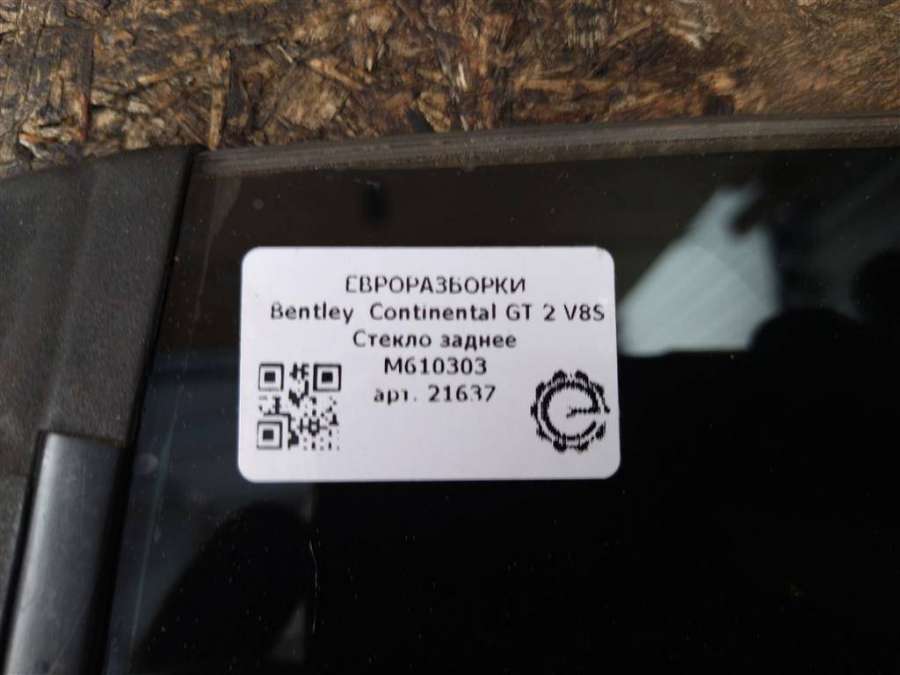 ЕВРОРАЗБОРКИ
Bentley Continental GT 2 V8S
Стекло заднее
M610303
арт. 21637